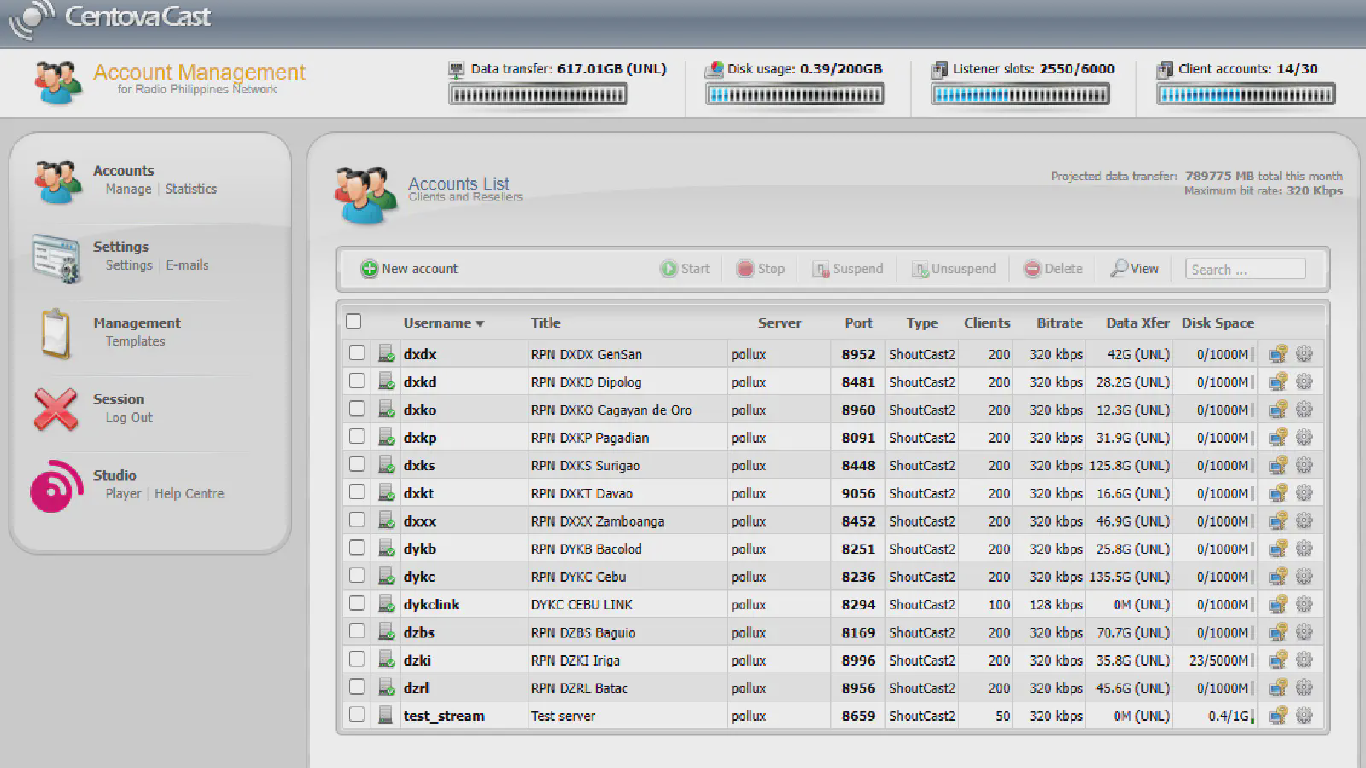 CentovaCast
Account Management
for Radio Philippines Network
Data transfer: 617.01GB (UNL)
Disk usage: 0.39/200GB
Listener slots: 2550/6000
Client accounts: 14/30
Accounts
Manage | Statistics
Settings
Settings | E-mails
Management
Templates
Session
Log Out
Studio
Player | Help Centre
Accounts List
Clients and Resellers
Projected data transfer: 789775 MB total this month
Maximum bit rate: 320 Kbps
New account Start Stop Suspend Unsuspend Delete View Search ...
Username Title Server Port Type Clients Bitrate Data Xfer Disk Space
dxdx RPN DXDX GenSan pollux 8952 ShoutCast2 200 320 kbps 42G (UNL) 0/1000M
dxkd RPN DXKD Dipolog pollux 8481 ShoutCast2 200 320 kbps 28.2G (UNL) 0/1000M
dxko RPN DXKO Cagayan de Oro pollux 8960 ShoutCast2 200 320 kbps 12.3G (UNL) 0/1000M
dxkp RPN DXKP Pagadian pollux 8091 ShoutCast2 200 320 kbps 31.9G (UNL) 0/1000M
dxks RPN DXKS Surigao pollux 8448 ShoutCast2 200 320 kbps 125.8G (UNL) 0/1000M
dxkt RPN DXKT Davao pollux 9056 ShoutCast2 200 320 kbps 16.6G (UNL) 0/1000M
dxxx RPN DXXX Zamboanga pollux 8452 ShoutCast2 200 320 kbps 46.9G (UNL) 0/1000M
dykb RPN DYKB Bacolod pollux 8251 ShoutCast2 200 320 kbps 25.8G (UNL) 0/1000M
dykc RPN DYKC Cebu pollux 8236 ShoutCast2 200 320 kbps 135.5G (UNL) 0/1000M
dykclink DYKC CEBU LINK pollux 8294 ShoutCast2 100 128 kbps 0M (UNL) 0/1000M
dzbs RPN DZBS Baguio pollux 8169 ShoutCast2 200 320 kbps 70.7G (UNL) 0/1000M
dzki RPN DZKI Iriga pollux 8996 ShoutCast2 200 320 kbps 35.8G (UNL) 23/5000M
dzrl RPN DZRL Batac pollux 8956 ShoutCast2 200 320 kbps 45.6G (UNL) 0/1000M
test_stream Test server pollux 8659 ShoutCast2 50 320 kbps 0M (UNL) 0.4/1G